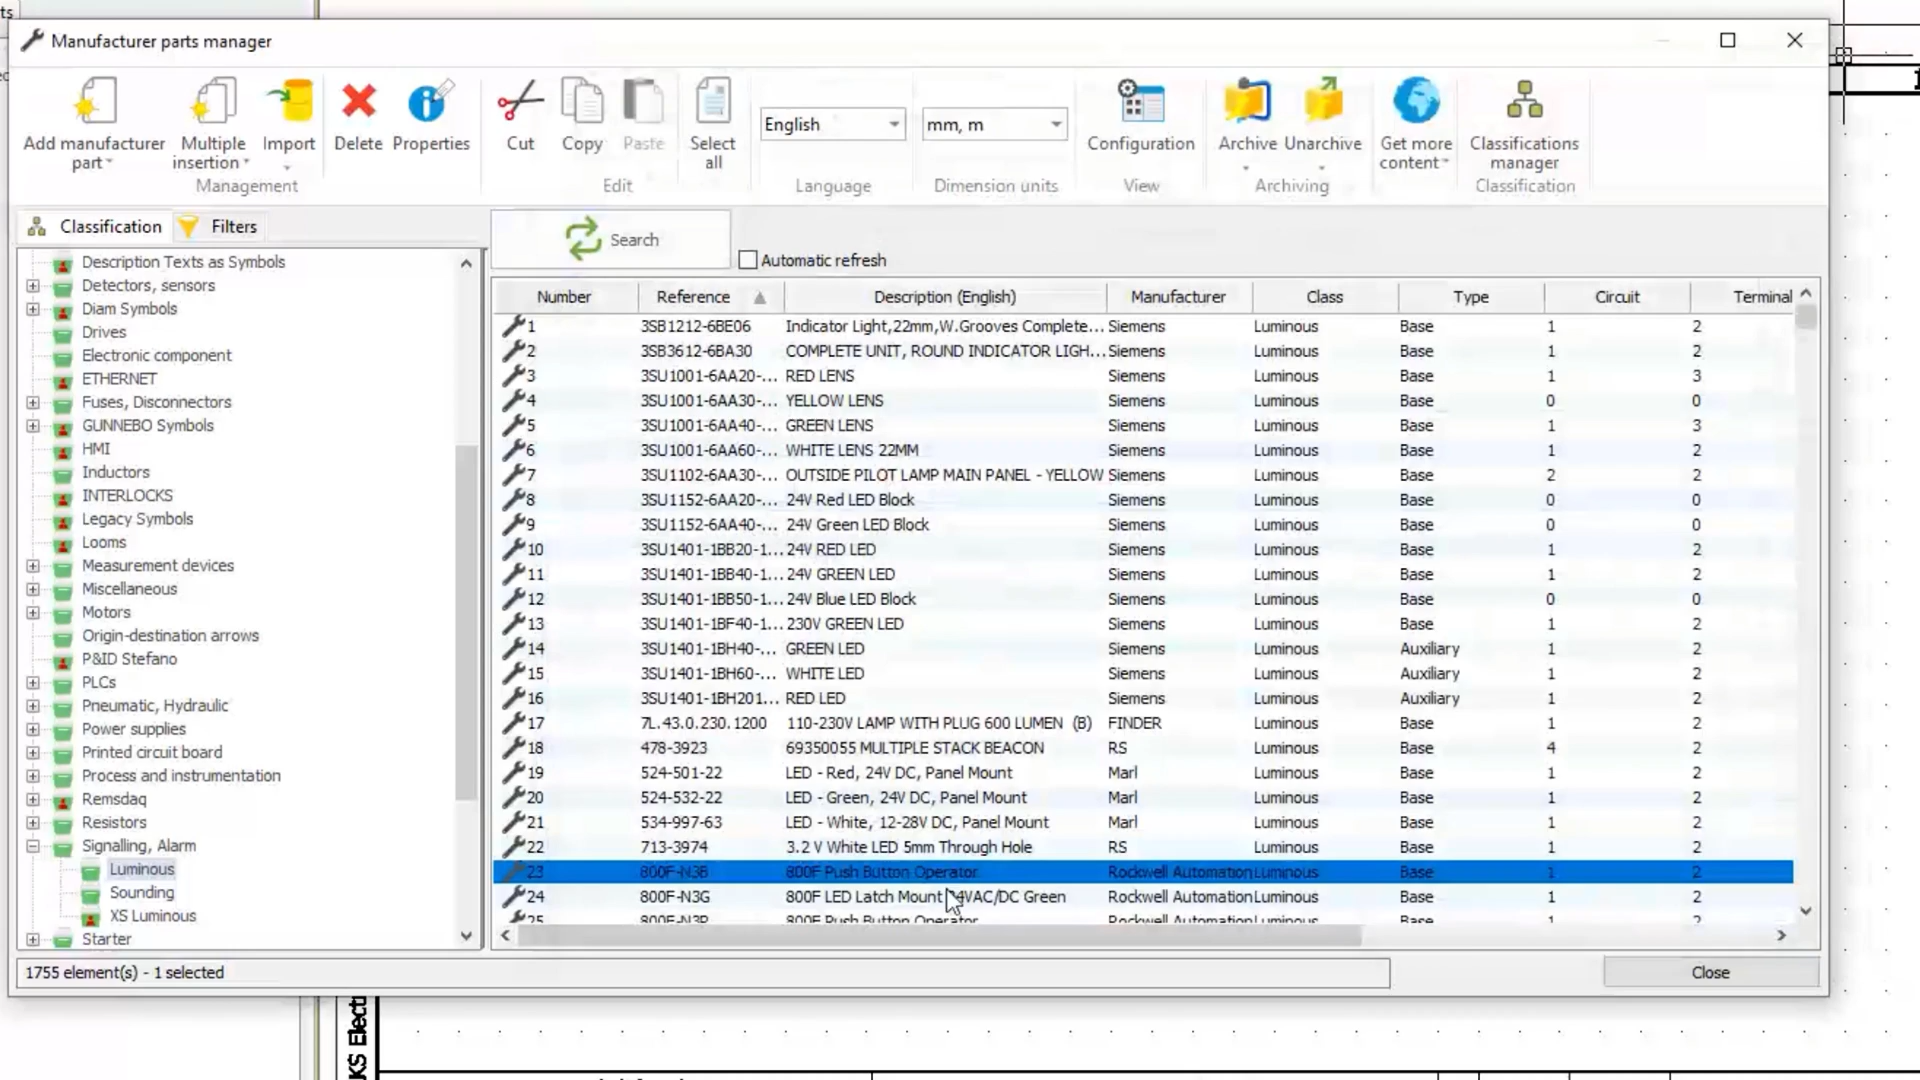 ts
Manufacturer parts manager
Add manufacturer part
Multiple insertion
Import
Delete
Properties
Management
Cut
Copy
Paste
Select all
Edit
English
Language
mm, m
Dimension units
Configuration
View
Archive
Unarchive
Archiving
Get more content
Classifications manager
Classification
Classification
Filters
Search
Automatic refresh
Description Texts as Symbols
Detectors, sensors
Diam Symbols
Drives
Electronic component
ETHERNET
Fuses, Disconnectors
GUNNEBO Symbols
HMI
Inductors
INTERLOCKS
Legacy Symbols
Looms
Measurement devices
Miscellaneous
Motors
Origin-destination arrows
P&ID Stefano
PLCs
Pneumatic, Hydraulic
Power supplies
Printed circuit board
Process and instrumentation
Remsdaq
Resistors
Signalling, Alarm
Luminous
Sounding
XS Luminous
Starter
Number Reference Description (English) Manufacturer Class Type Circuit Terminal
1 3SB1212-6BE06 Indicator Light,22mm,W.Grooves Complete... Siemens Luminous Base 1 2
2 3SB3612-6BA30 COMPLETE UNIT, ROUND INDICATOR LIGH... Siemens Luminous Base 1 2
3 3SU1001-6AA20-... RED LENS Siemens Luminous Base 1 3
4 3SU1001-6AA30-... YELLOW LENS Siemens Luminous Base 0 0
5 3SU1001-6AA40-... GREEN LENS Siemens Luminous Base 1 3
6 3SU1001-6AA60-... WHITE LENS 22MM Siemens Luminous Base 1 2
7 3SU1102-6AA30-... OUTSIDE PILOT LAMP MAIN PANEL - YELLOW Siemens Luminous Base 2 2
8 3SU1152-6AA20-... 24V Red LED Block Siemens Luminous Base 0 0
9 3SU1152-6AA40-... 24V Green LED Block Siemens Luminous Base 0 0
10 3SU1401-1BB20-1... 24V RED LED Siemens Luminous Base 1 2
11 3SU1401-1BB40-1... 24V GREEN LED Siemens Luminous Base 1 2
12 3SU1401-1BB50-1... 24V Blue LED Block Siemens Luminous Base 0 0
13 3SU1401-1BF40-1... 230V GREEN LED Siemens Luminous Base 1 2
14 3SU1401-1BH40-... GREEN LED Siemens Luminous Auxiliary 1 2
15 3SU1401-1BH60-... WHITE LED Siemens Luminous Auxiliary 1 2
16 3SU1401-1BH201... RED LED Siemens Luminous Auxiliary 1 2
17 7L.43.0.230.1200 110-230V LAMP WITH PLUG 600 LUMEN (B) FINDER Luminous Base 1 2
18 478-3923 69350055 MULTIPLE STACK BEACON RS Luminous Base 4 2
19 524-501-22 LED - Red, 24V DC, Panel Mount Marl Luminous Base 1 2
20 524-532-22 LED - Green, 24V DC, Panel Mount Marl Luminous Base 1 2
21 534-997-63 LED - White, 12-28V DC, Panel Mount Marl Luminous Base 1 2
22 713-3974 3.2 V White LED 5mm Through Hole RS Luminous Base 1 2
23 800F-N3B 800F Push Button Operator Rockwell Automation Luminous Base 1 2
24 800F-N3G 800F LED Latch Mount 24VAC/DC Green Rockwell Automation Luminous Base 1 2
25 800F-N3R 800F Push Button Operator Rockwell Automation Luminous Base 1 2
1755 element(s) - 1 selected
Close
KS Elect